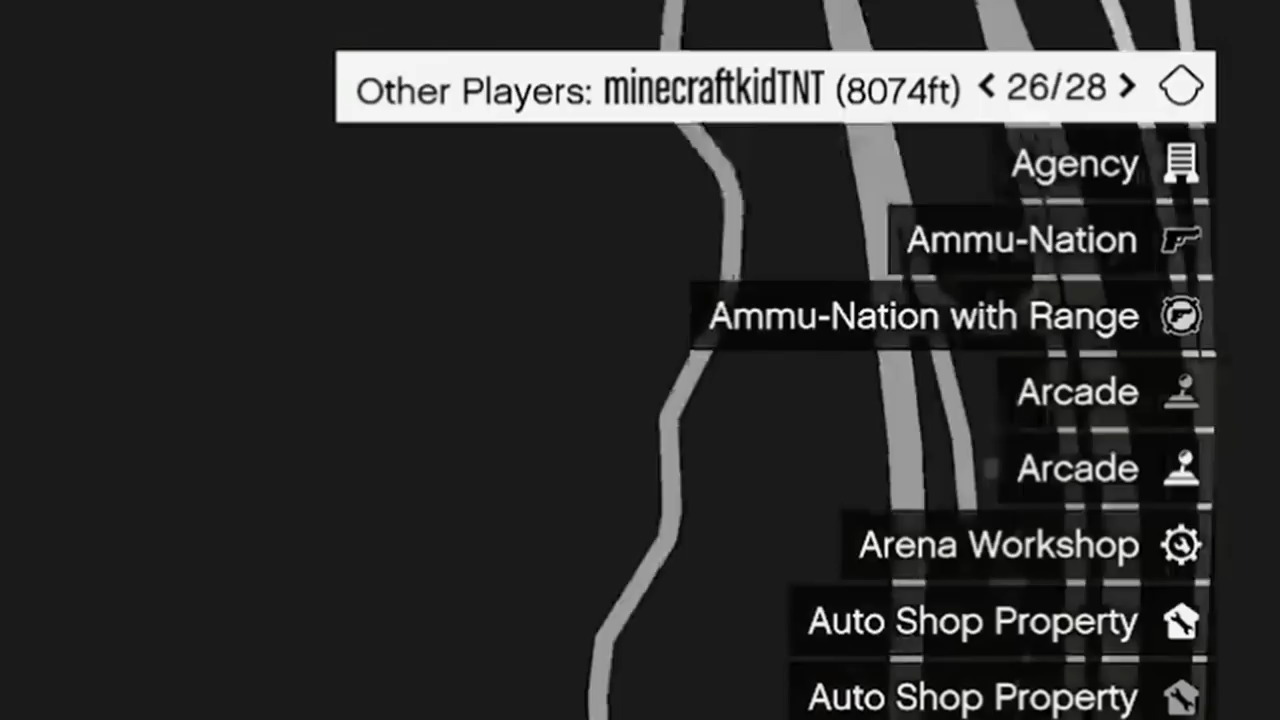 Other Players: minecraftkidTNT (8074ft) < 26/28 >
Agency
Ammu-Nation
Ammu-Nation with Range
Arcade
Arcade
Arena Workshop
Auto Shop Property
Auto Shop Property